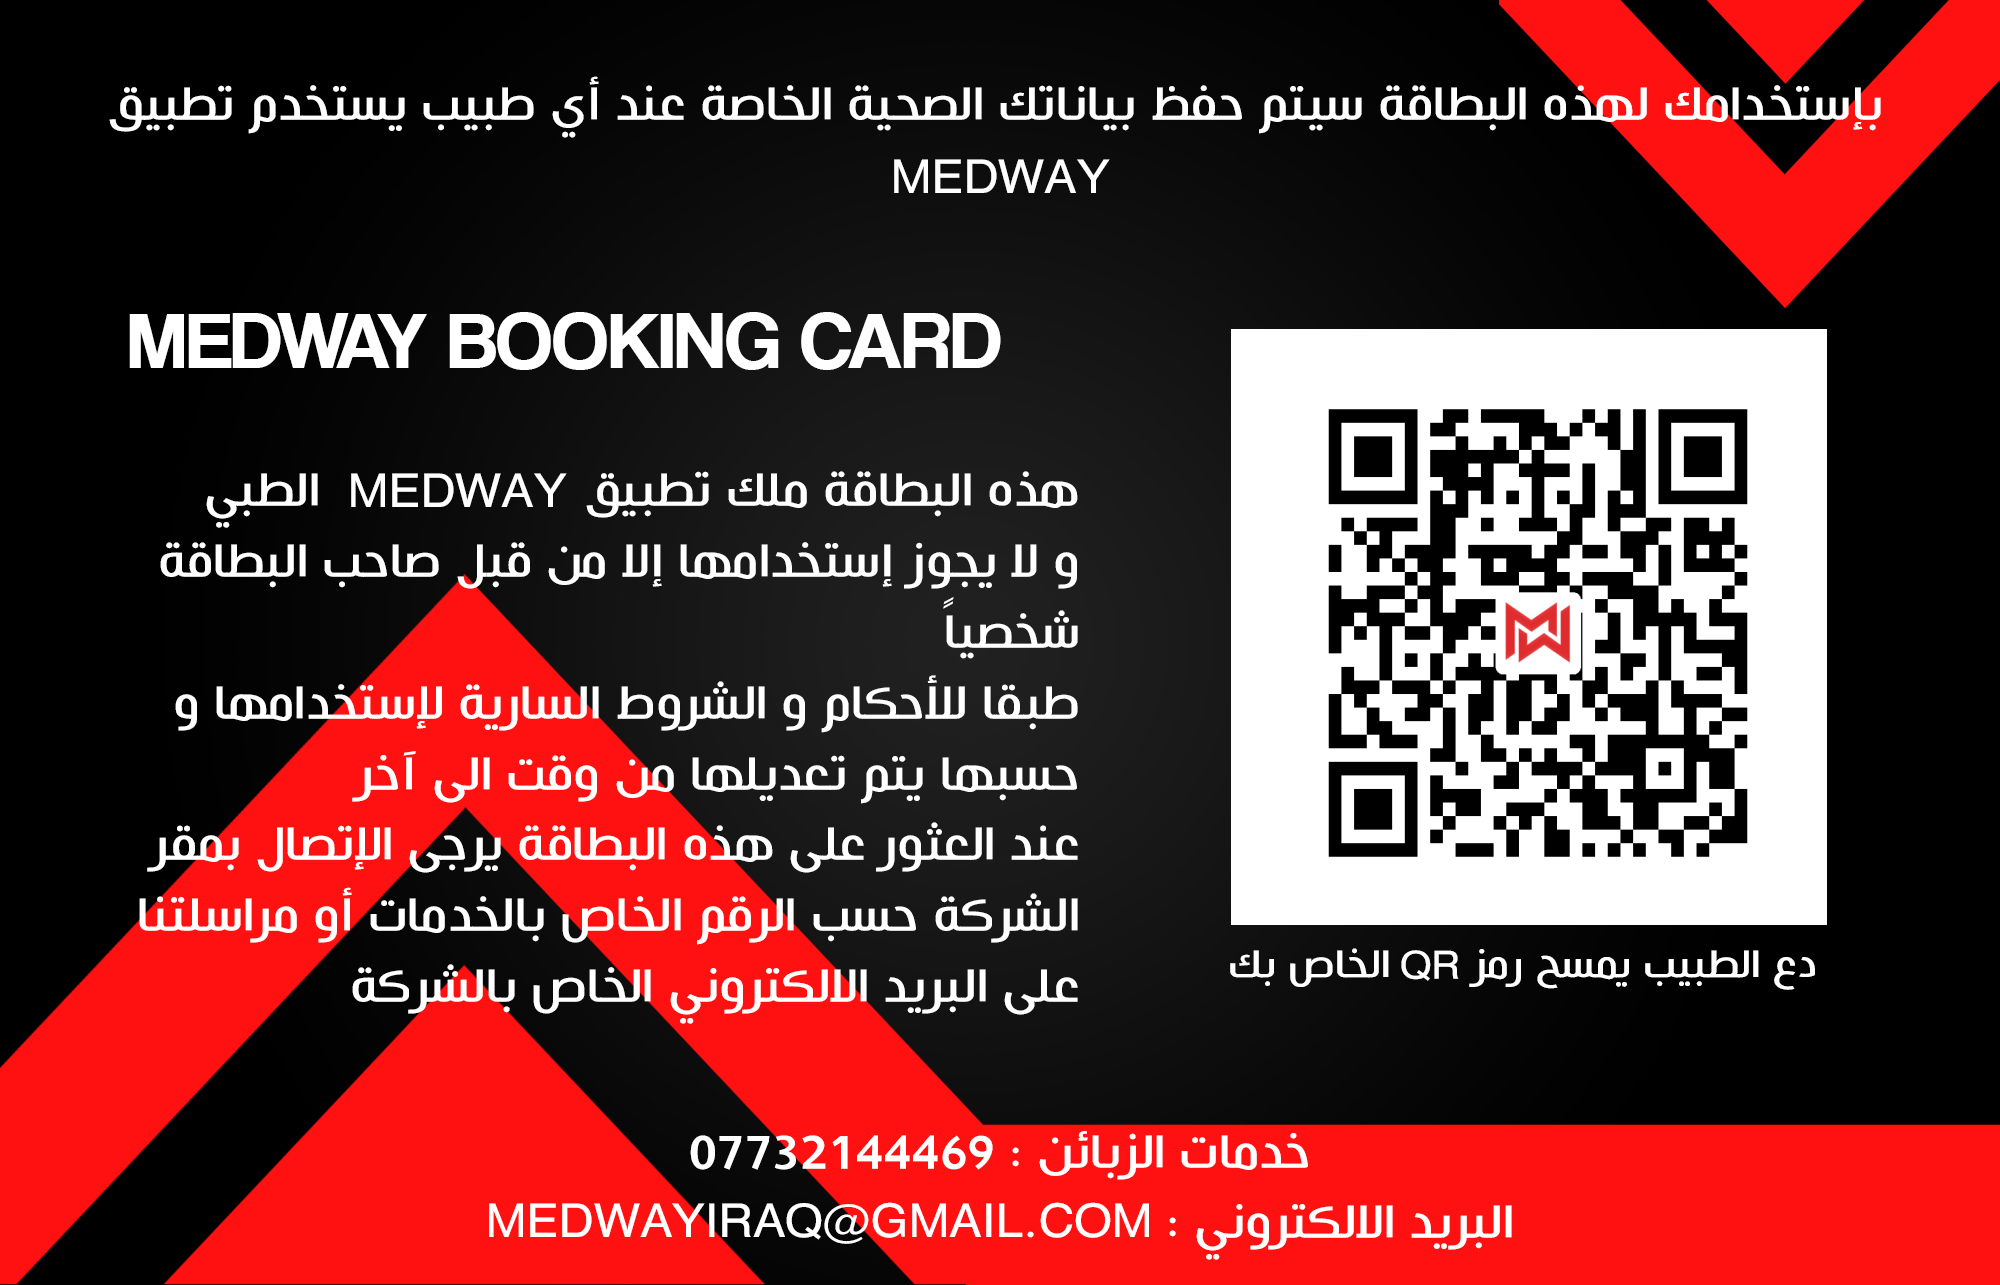 بإستخدامك لهذه البطاقة سيتم حفظ بياناتك الصحية الخاصة عند أي طبيب يستخدم تطبيق
MEDWAY
MEDWAY BOOKING CARD
هذه البطاقة ملك تطبيق MEDWAY الطبي
و لا يجوز إستخدامها إلا من قبل صاحب البطاقة
شخصياً
طبقا للأحكام و الشروط السارية لإستخدامها و
حسبها يتم تعديلها من وقت الى آخر
عند العثور على هذه البطاقة يرجى الإتصال بمقر
الشركة حسب الرقم الخاص بالخدمات أو مراسلتنا
على البريد الالكتروني الخاص بالشركة
دع الطبيب يمسح رمز QR الخاص بك
خدمات الزبائن : 07732144469
البريد الالكتروني : MEDWAYIRAQ@GMAIL.COM